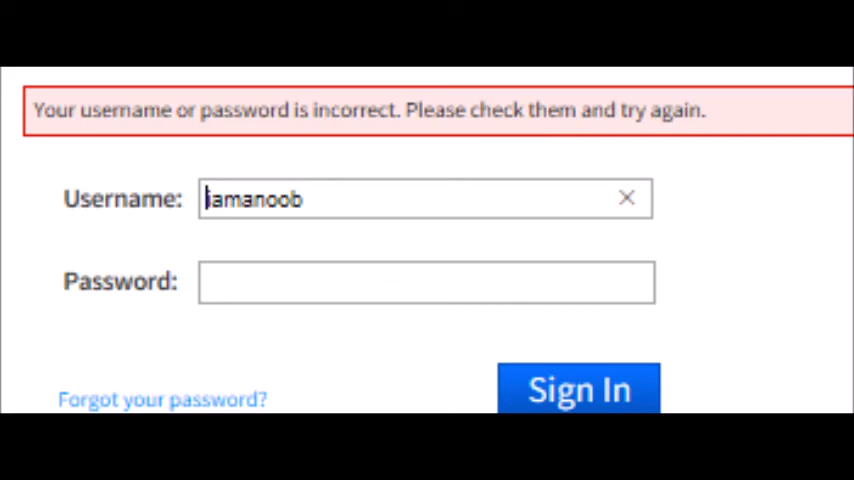 Your username or password is incorrect. Please check them and try again.
Username: iamanoob
Password:
Forgot your password? Sign In